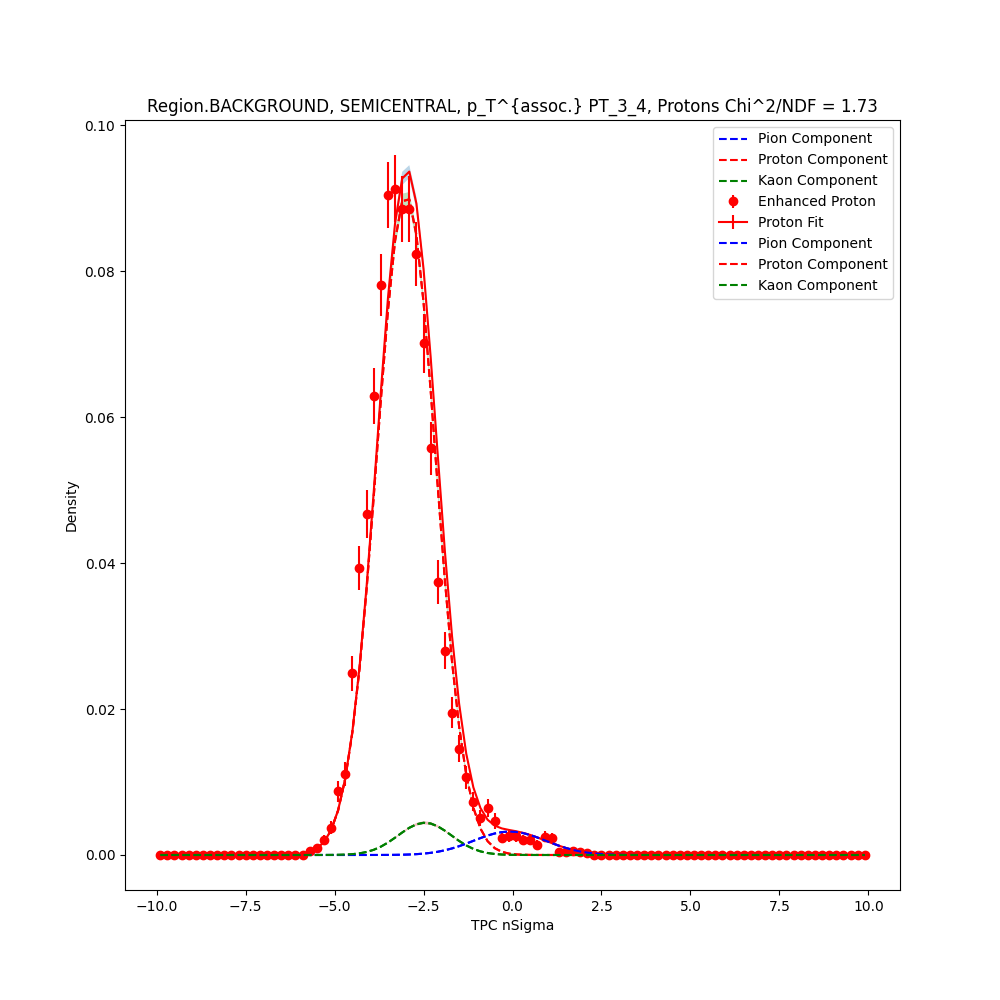 Region.BACKGROUND, SEMICENTRAL, p_T^{assoc.} PT_3_4, Protons Chi^2/NDF = 1.73
Pion Component
Proton Component
Kaon Component
Enhanced Proton
Proton Fit
Pion Component
Proton Component
Kaon Component
0.10
0.08
0.06
0.04
0.02
0.00
Density
−10.0 −7.5 −5.0 −2.5 0.0 2.5 5.0 7.5 10.0
TPC nSigma